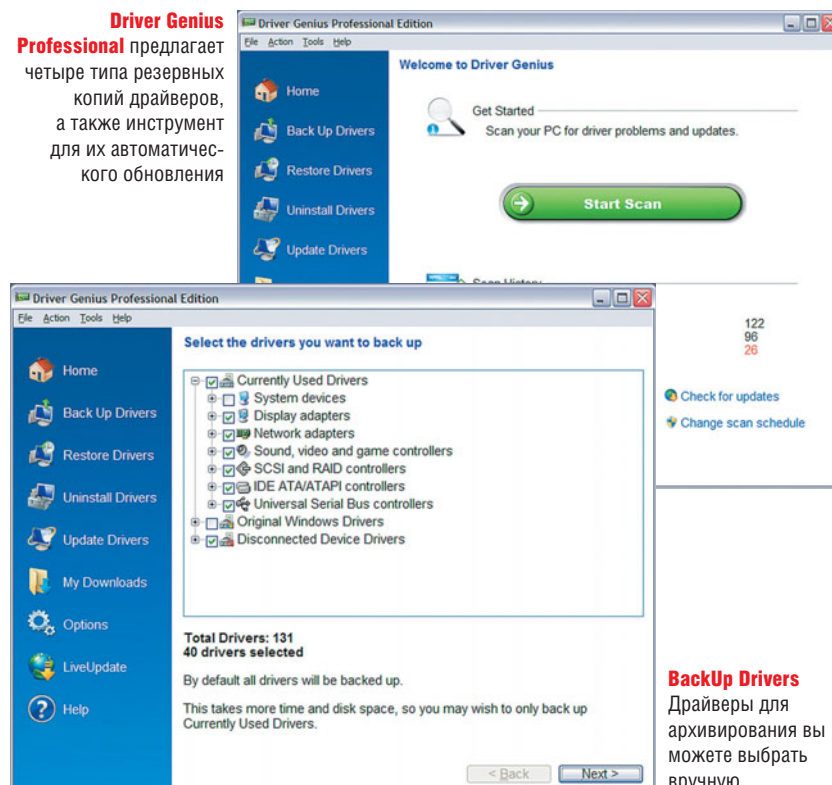 Driver Genius
Professional предлагает
четыре типа резервных
копий драйверов,
а также инструмент
для их автоматичес-
кого обновления
Driver Genius Professional Edition
File Action Tools Help
Home
Back Up Drivers
Restore Drivers
Uninstall Drivers
Update Drivers
Welcome to Driver Genius
Get Started
Scan your PC for driver problems and updates.
Start Scan
Scan History
122
96
26
Check for updates
Change scan schedule
Driver Genius Professional Edition
File Action Tools Help
Home
Back Up Drivers
Restore Drivers
Uninstall Drivers
Update Drivers
My Downloads
Options
LiveUpdate
Help
Select the drivers you want to back up
Currently Used Drivers
System devices
Display adapters
Network adapters
Sound, video and game controllers
SCSI and RAID controllers
IDE ATA/ATAPI controllers
Universal Serial Bus controllers
Original Windows Drivers
Disconnected Device Drivers
Total Drivers: 131
40 drivers selected
By default all drivers will be backed up.
This takes more time and disk space, so you may wish to only back up
Currently Used Drivers.
< Back Next >
BackUp Drivers
Драйверы для
архивирования вы
можете выбрать
вручную